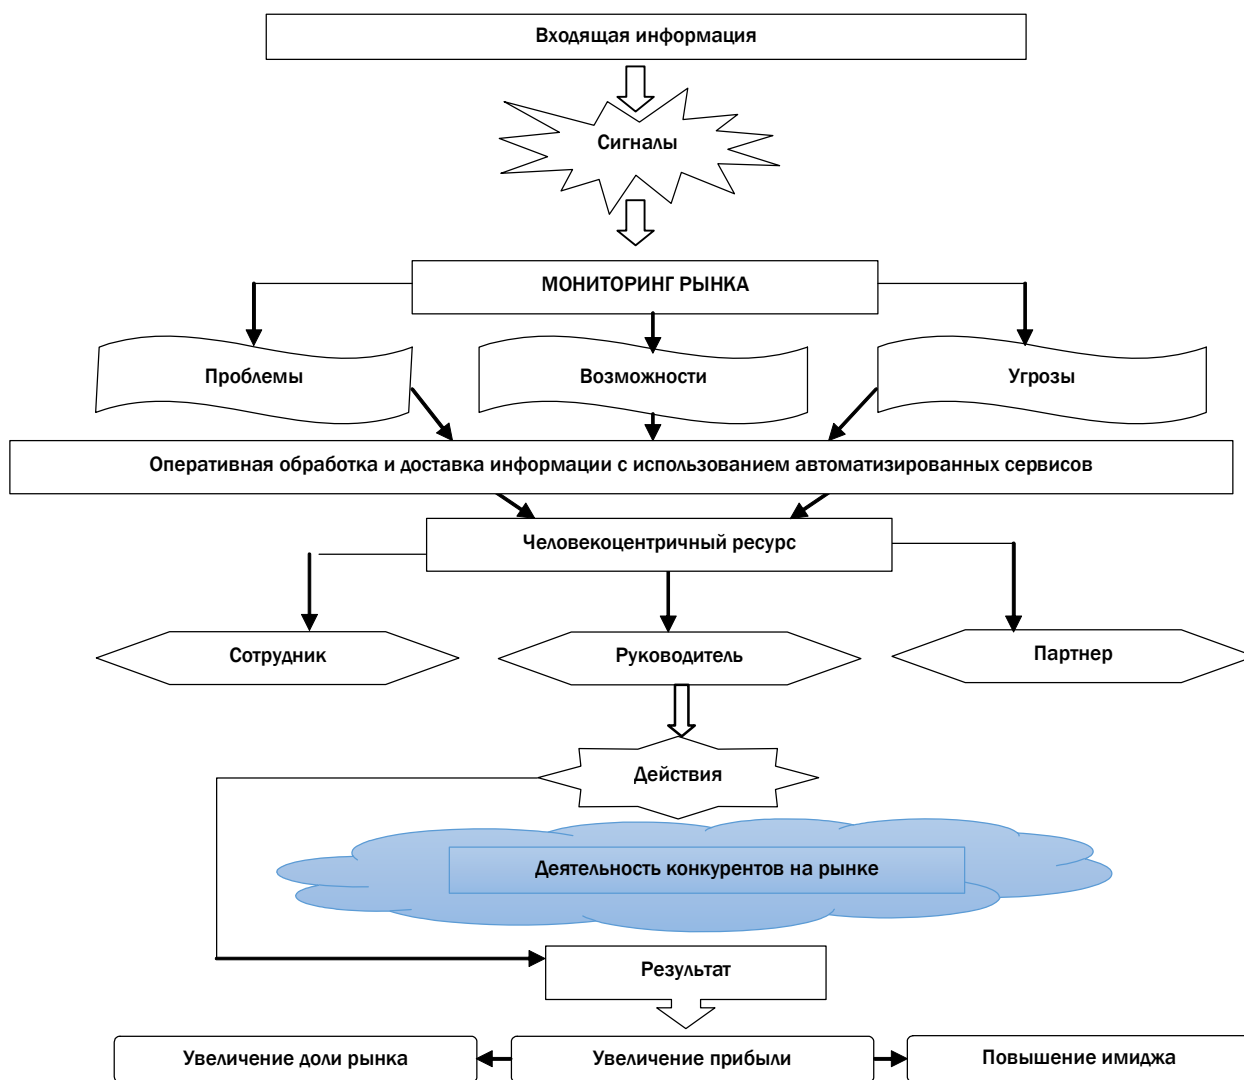 Входящая информация
Сигналы
МОНИТОРИНГ РЫНКА
Проблемы
Возможности
Угрозы
Оперативная обработка и доставка информации с использованием автоматизированных сервисов
Человекоцентричный ресурс
Сотрудник
Руководитель
Партнер
Действия
Деятельность конкурентов на рынке
Результат
Увеличение доли рынка
Увеличение прибыли
Повышение имиджа